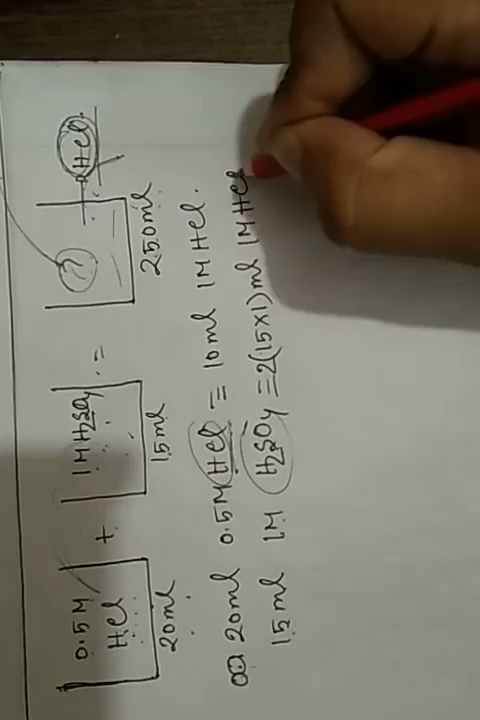 0.5M HCl + 1M H2SO4 = ? HCl.
20ml 15ml 250ml
20ml 0.5M HCl ≡ 10ml 1M HCl.
15ml 1M H2SO4 ≡ 2(15×1)ml 1M HCl